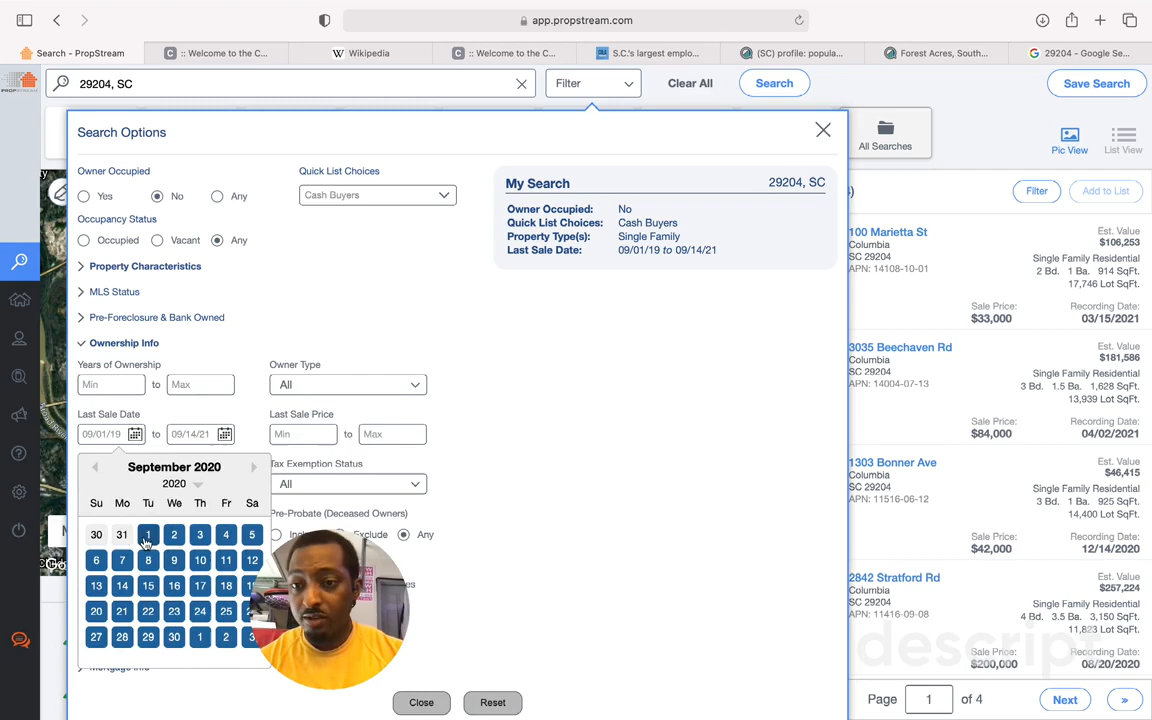 app.propstream.com
Search - PropStream
:: Welcome to the C...
Wikipedia
:: Welcome to the C...
S.C.'s largest emplo...
(SC) profile: popula...
Forest Acres, South...
29204 - Google Se...
PROPSTREAM
29204, SC
Filter
Clear All
Search
Save Search
Search Options
All Searches
Pic View
List View
Owner Occupied
Yes
No
Any
Quick List Choices
Cash Buyers
Occupancy Status
Occupied
Vacant
Any
My Search
29204, SC
Owner Occupied: No
Quick List Choices: Cash Buyers
Property Type(s): Single Family
Last Sale Date: 09/01/19 to 09/14/21
Filter
Add to List
Property Characteristics
MLS Status
Pre-Foreclosure & Bank Owned
Ownership Info
Years of Ownership
Min
to
Max
Owner Type
All
Last Sale Date
09/01/19
to
09/14/21
Last Sale Price
Min
to
Max
September 2020
2020
Su Mo Tu We Th Fr Sa
30 31 1 2 3 4 5
6 7 8 9 10 11 12
13 14 15 16 17 18
20 21 22 23 24 25
27 28 29 30 1 2
Tax Exemption Status
All
Pre-Probate (Deceased Owners)
Any
Close
Reset
100 Marietta St
Columbia
SC 29204
APN: 14108-10-01
Est. Value
$106,253
Single Family Residential
2 Bd. 1 Ba. 914 SqFt.
17,746 Lot SqFt.
Sale Price:
$33,000
Recording Date:
03/15/2021
3035 Beechaven Rd
Columbia
SC 29204
APN: 14004-07-13
Est. Value
$181,586
Single Family Residential
3 Bd. 1.5 Ba. 1,628 SqFt.
13,939 Lot SqFt.
Sale Price:
$84,000
Recording Date:
04/02/2021
1303 Bonner Ave
Columbia
SC 29204
APN: 11516-06-12
Est. Value
$46,415
Single Family Residential
3 Bd. 1 Ba. 925 SqFt.
14,400 Lot SqFt.
Sale Price:
$42,000
Recording Date:
12/14/2020
2842 Stratford Rd
Columbia
SC 29204
APN: 11416-09-08
Est. Value
$257,224
Single Family Residential
4 Bd. 3.5 Ba. 3,150 SqFt.
11,823 Lot SqFt.
Sale Price:
$200,000
Recording Date:
08/20/2020
descript
Page 1 of 4
Next
»